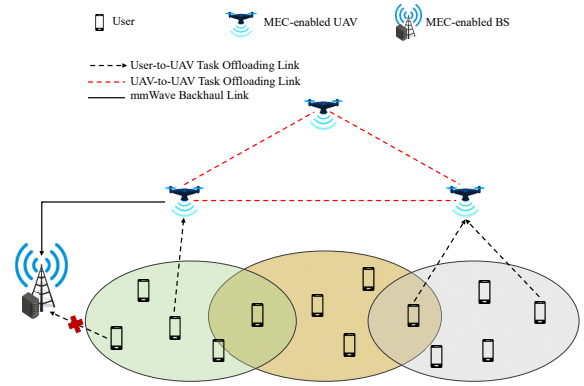 User
MEC-enabled UAV
MEC-enabled BS
User-to-UAV Task Offloading Link
UAV-to-UAV Task Offloading Link
mmWave Backhaul Link